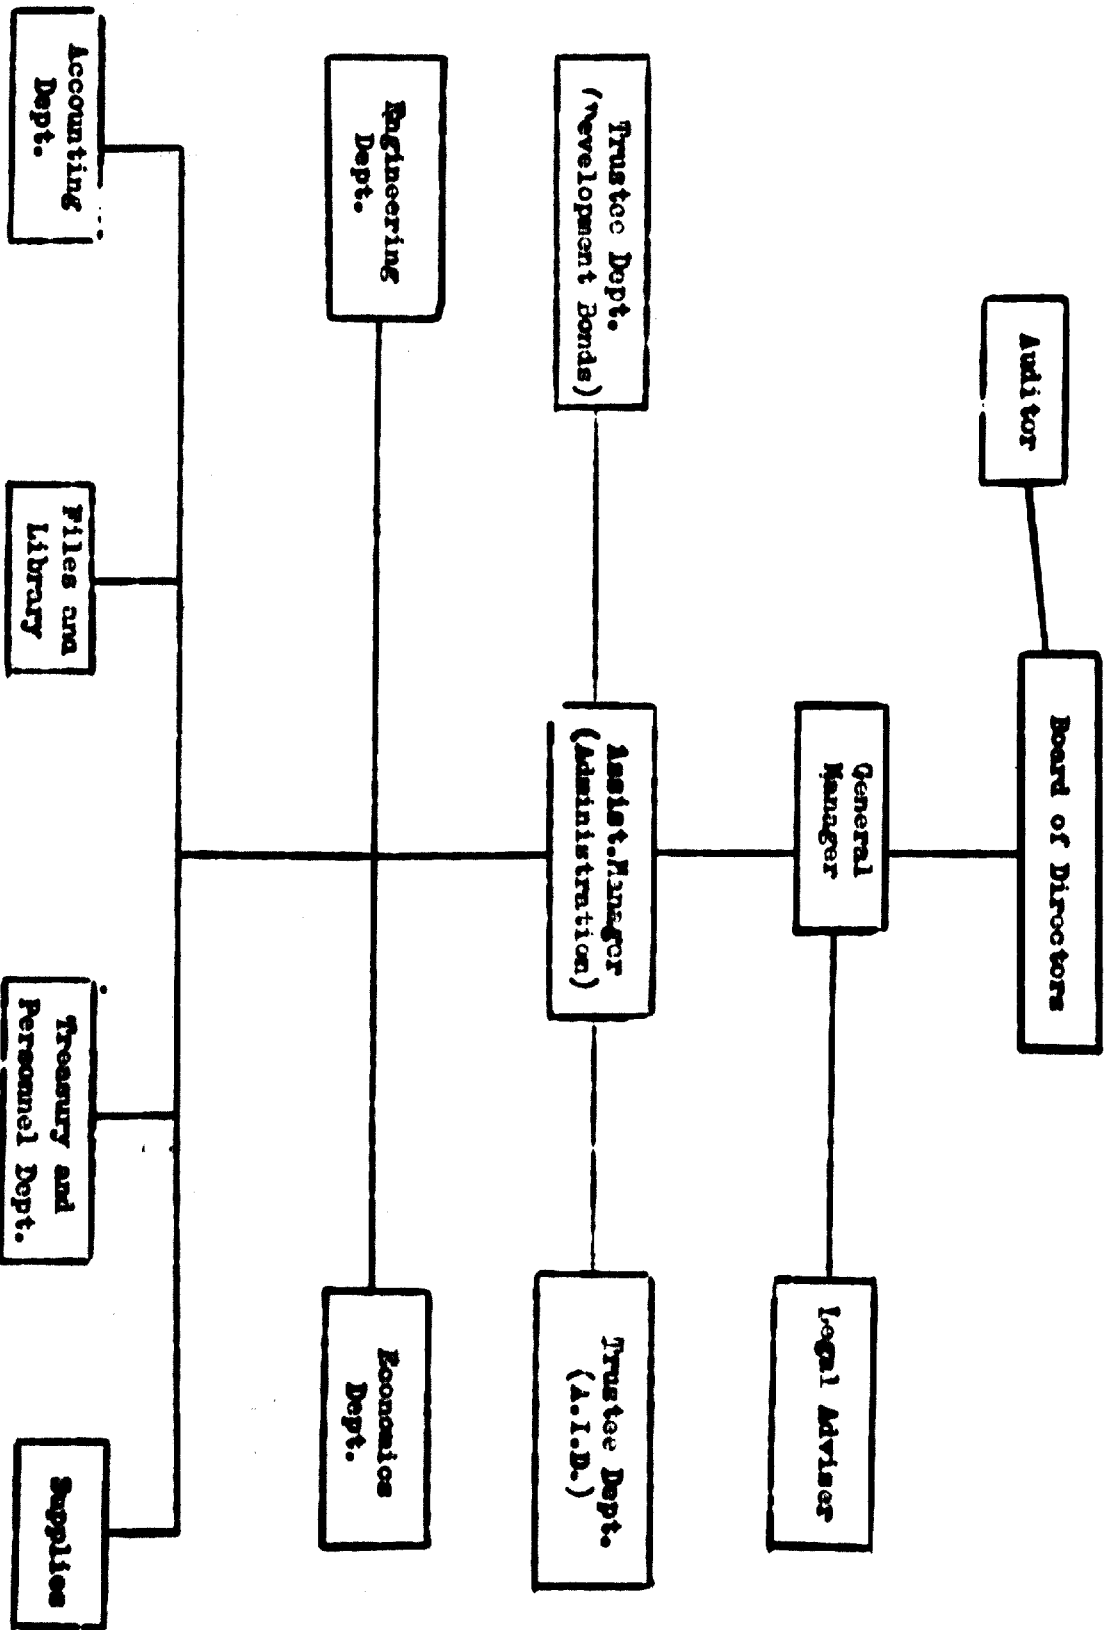 Board of Directors
Auditor
General
Manager
Legal Adviser
Trustee Dept.
(Development Bonds)
Assist.Manager
(Administration)
Trustee Dept.
(A.I.D.)
Engineering
Dept.
Economics
Dept.
Accounting
Dept.
Files and
Library
Treasury and
Personnel Dept.
Supplies